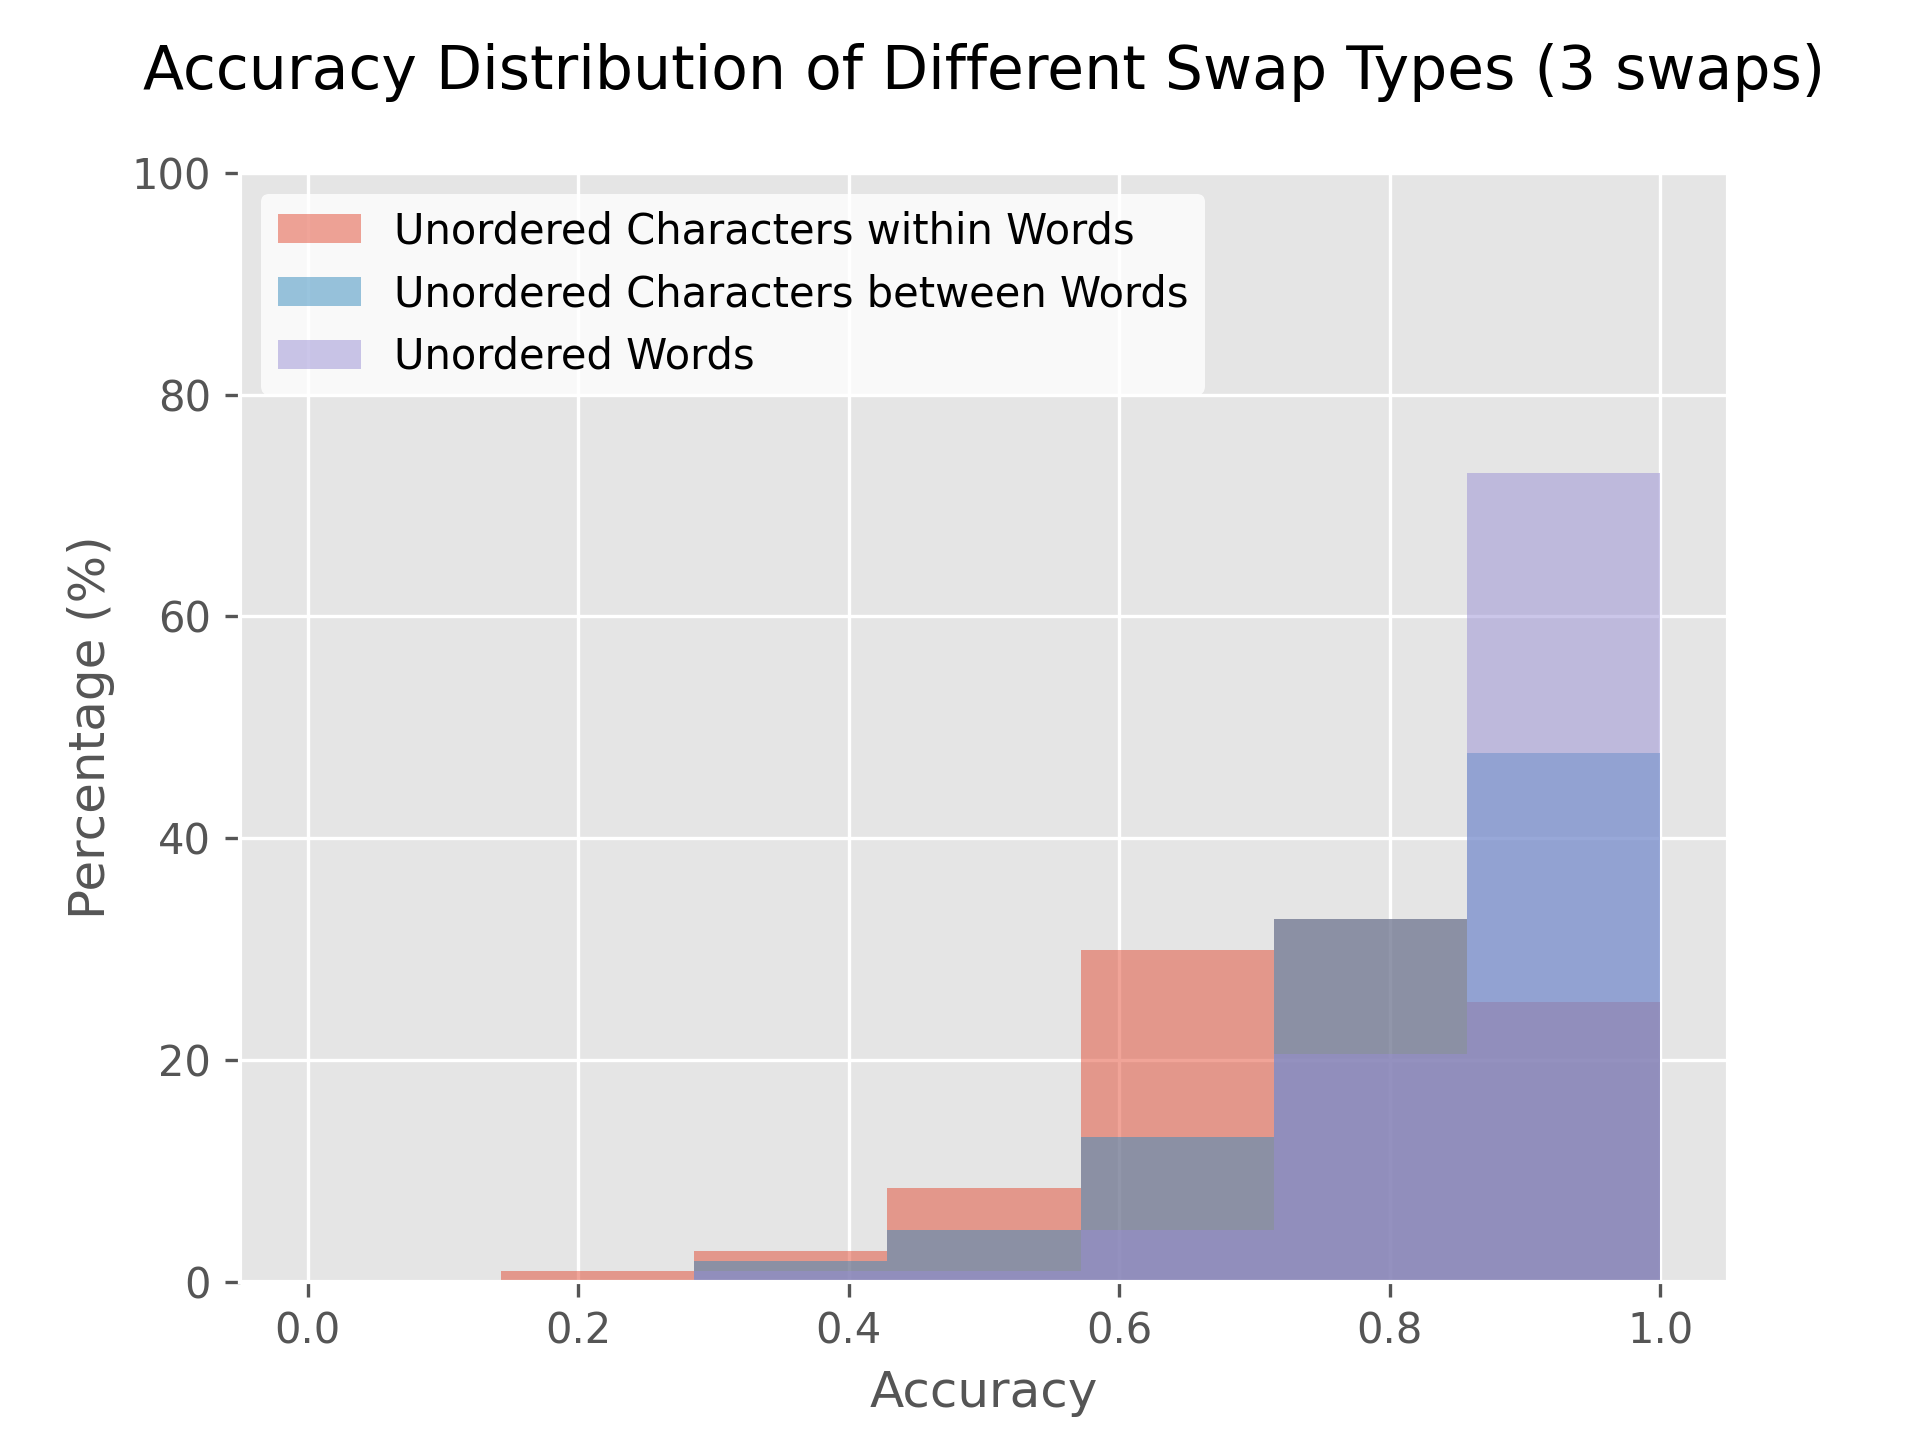 Accuracy Distribution of Different Swap Types (3 swaps)
Unordered Characters within Words
Unordered Characters between Words
Unordered Words
Percentage (%)
100
80
60
40
20
0
0.0 0.2 0.4 0.6 0.8 1.0
Accuracy